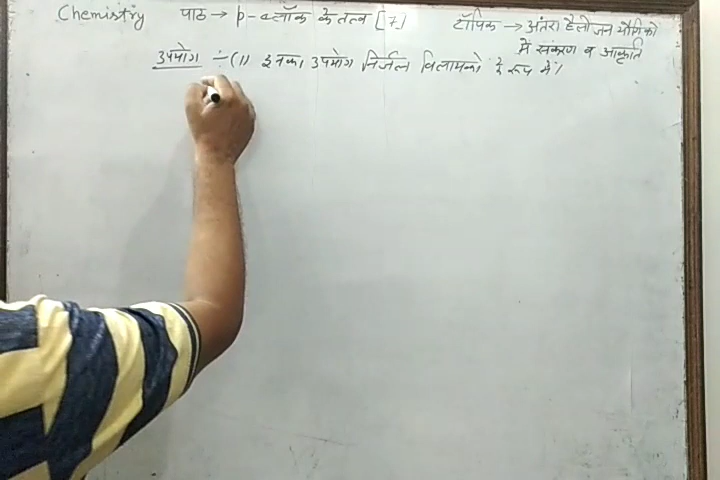 Chemistry पाठ → p-ब्लॉक के तत्व [7] टॉपिक → अंतरा हैलोजन यौगिकों
में संकरण व आकृति
उपयोग ÷ (1) इनका उपयोग निर्जल विलायको के रूप में।